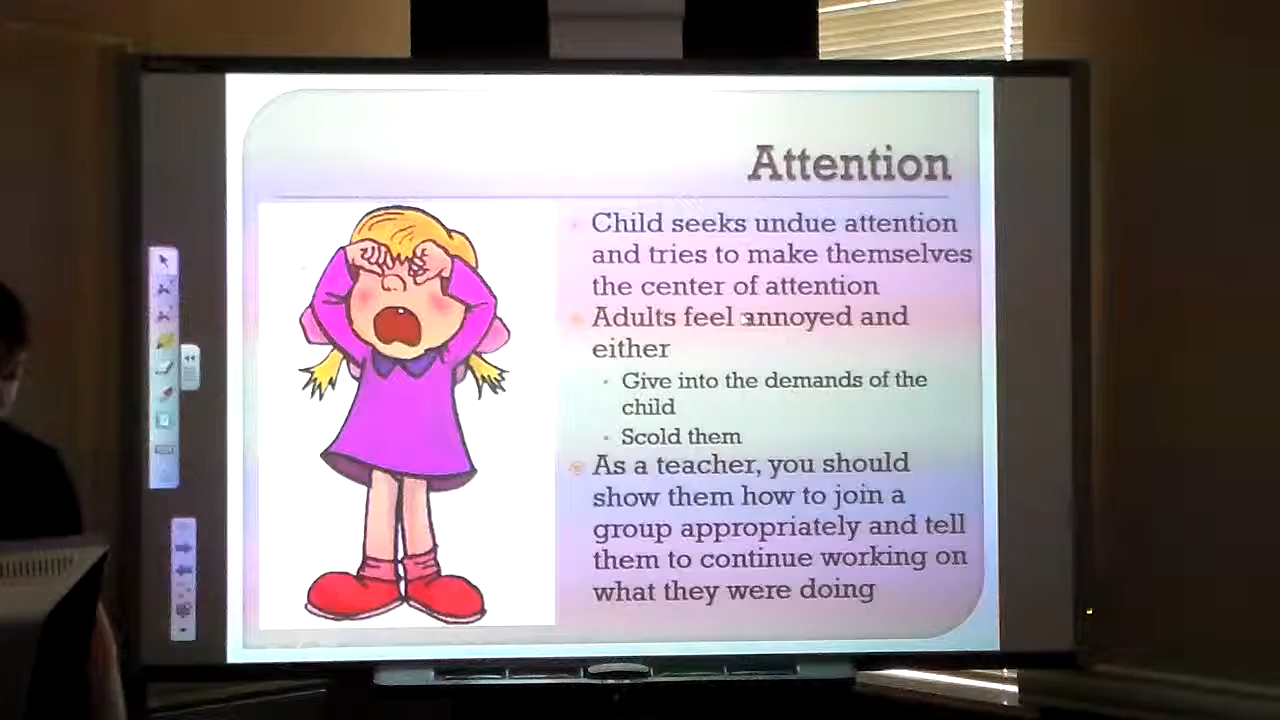 Attention
Child seeks undue attention
and tries to make themselves
the center of attention
Adults feel annoyed and
either
Give into the demands of the
child
Scold them
As a teacher, you should
show them how to join a
group appropriately and tell
them to continue working on
what they were doing